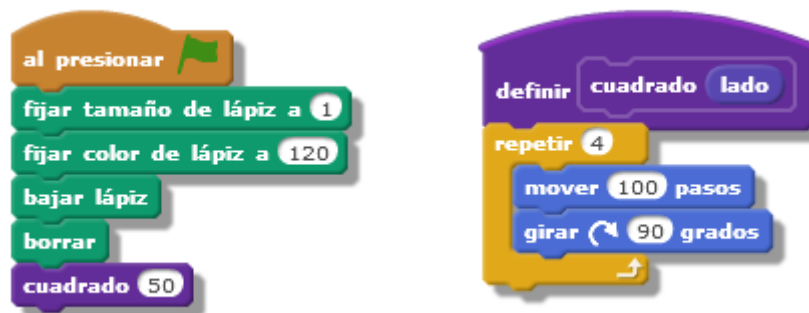 al presionar
fijar tamaño de lápiz a 1
fijar color de lápiz a 120
bajar lápiz
borrar
cuadrado 50
definir cuadrado lado
repetir 4
mover 100 pasos
girar 90 grados